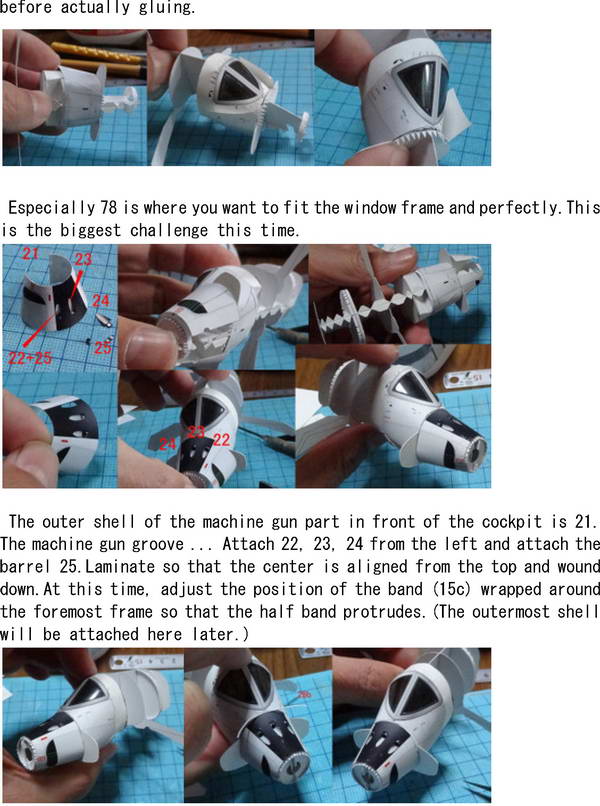 before actually gluing.
Especially 78 is where you want to fit the window frame and perfectly.This
is the biggest challenge this time.
21
23
24
25
22+25
24
23
22
The outer shell of the machine gun part in front of the cockpit is 21.
The machine gun groove ... Attach 22, 23, 24 from the left and attach the
barrel 25.Laminate so that the center is aligned from the top and wound
down.At this time, adjust the position of the band (15c) wrapped around
the foremost frame so that the half band protrudes.(The outermost shell
will be attached here later.)